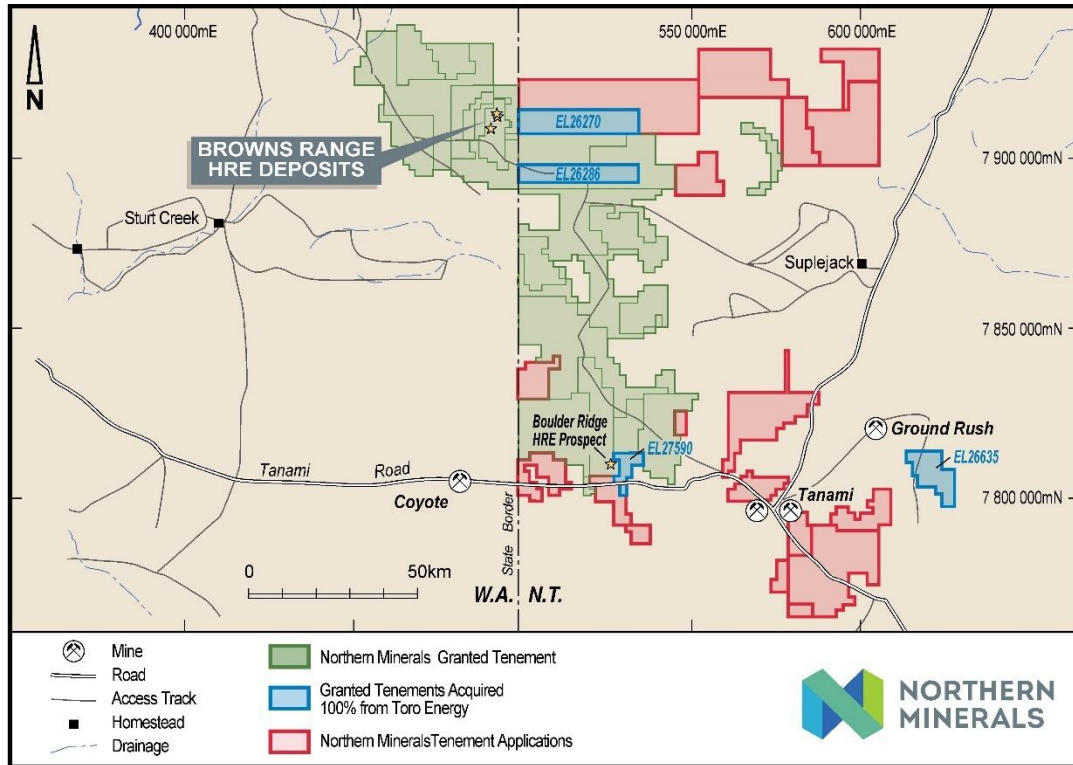 400 000mE
550 000mE
600 000mE
N
BROWNS RANGE
HRE DEPOSITS
EL26270
EL26286
7 900 000mN
Sturt Creek
Suplejack
7 850 000mN
Boulder Ridge
HRE Prospect
EL27590
Ground Rush
EL26635
Tanami Road
Coyote
Tanami
7 800 000mN
State Border
0 50km
W.A. N.T.
Mine
Road
Access Track
Homestead
Drainage
Northern Minerals Granted Tenement
Granted Tenements Acquired
100% from Toro Energy
Northern MineralsTenement Applications
NORTHERN
MINERALS